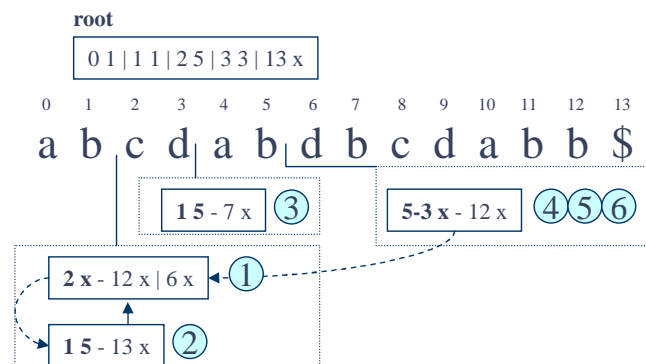 root
0 1 | 1 1 | 2 5 | 3 3 | 13 x
0 1 2 3 4 5 6 7 8 9 10 11 12 13
a b c d a b d b c d a b b $
1 5 - 7 x 3 5-3 x - 12 x 4 5 6
2 x - 12 x | 6 x 1
1 5 - 13 x 2